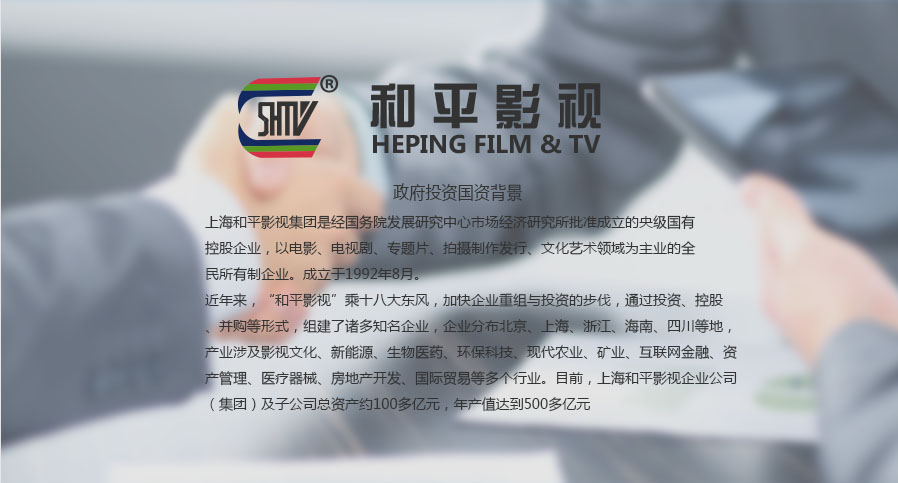 SHTV®
和平影视
HEPING FILM & TV
政府投资国资背景
上海和平影视集团是经国务院发展研究中心市场经济研究所批准成立的央级国有
控股企业，以电影、电视剧、专题片、拍摄制作发行、文化艺术领域为主业的全
民所有制企业。成立于1992年8月。
近年来，“和平影视”乘十八大东风，加快企业重组与投资的步伐，通过投资、控股
、并购等形式，组建了诸多知名企业，企业分布北京、上海、浙江、海南、四川等地，
产业涉及影视文化、新能源、生物医药、环保科技、现代农业、矿业、互联网金融、资
产管理、医疗器械、房地产开发、国际贸易等多个行业。目前，上海和平影视企业公司
（集团）及子公司总资产约100多亿元，年产值达到500多亿元